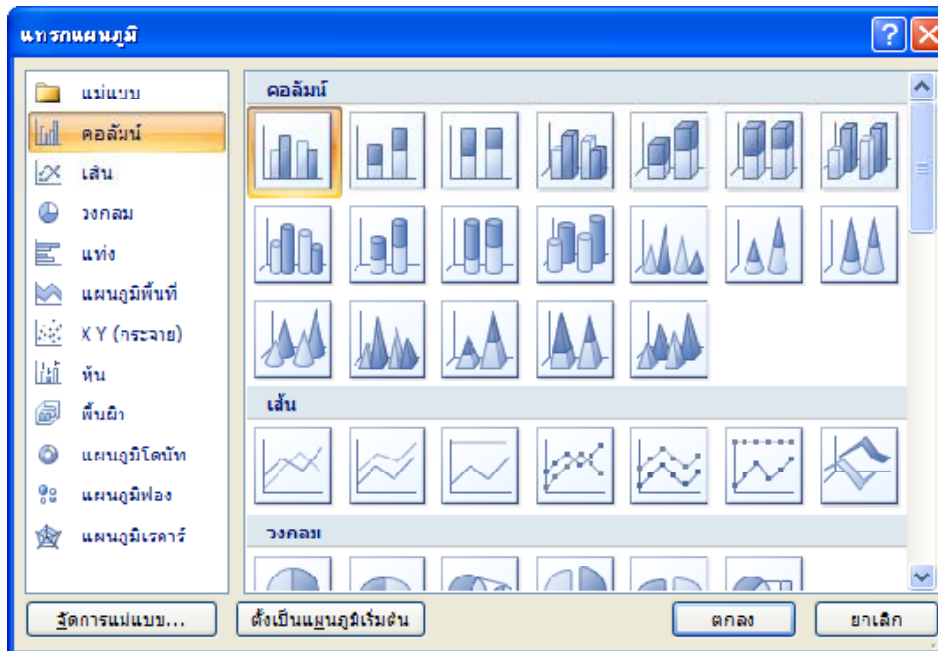 แทรกแผนภูมิ
แม่แบบ
คอลัมน์
เส้น
วงกลม
แท่ง
แผนภูมิพื้นที่
X Y (กระจาย)
หุ้น
พื้นผิว
แผนภูมิโดนัท
แผนภูมิฟอง
แผนภูมิเรดาร์
คอลัมน์
เส้น
วงกลม
จัดการแม่แบบ...
ตั้งเป็นแผนภูมิเริ่มต้น
ตกลง
ยกเลิก